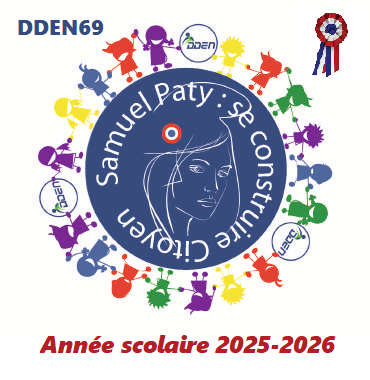 DDEN69
DDEN
Samuel Paty : se construire Citoyen
DDEN
DDEN
Année scolaire 2025-2026